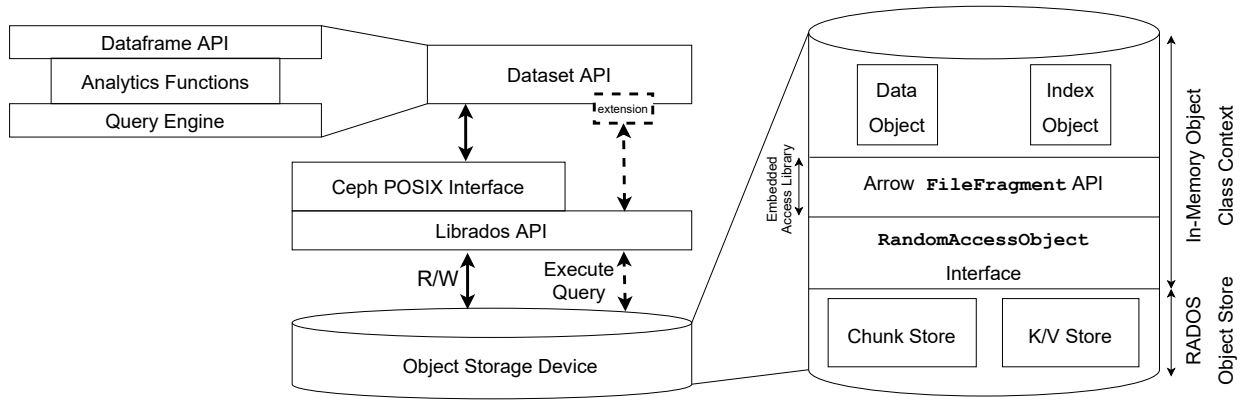 Dataframe API
Analytics Functions
Query Engine
Dataset API
extension
Ceph POSIX Interface
Librados API
R/W
Execute
Query
Object Storage Device
Data
Object
Index
Object
Arrow FileFragment API
RandomAccessObject
Interface
Chunk Store
K/V Store
Embedded
Access Library
In-Memory Object
Class Context
RADOS
Object Store